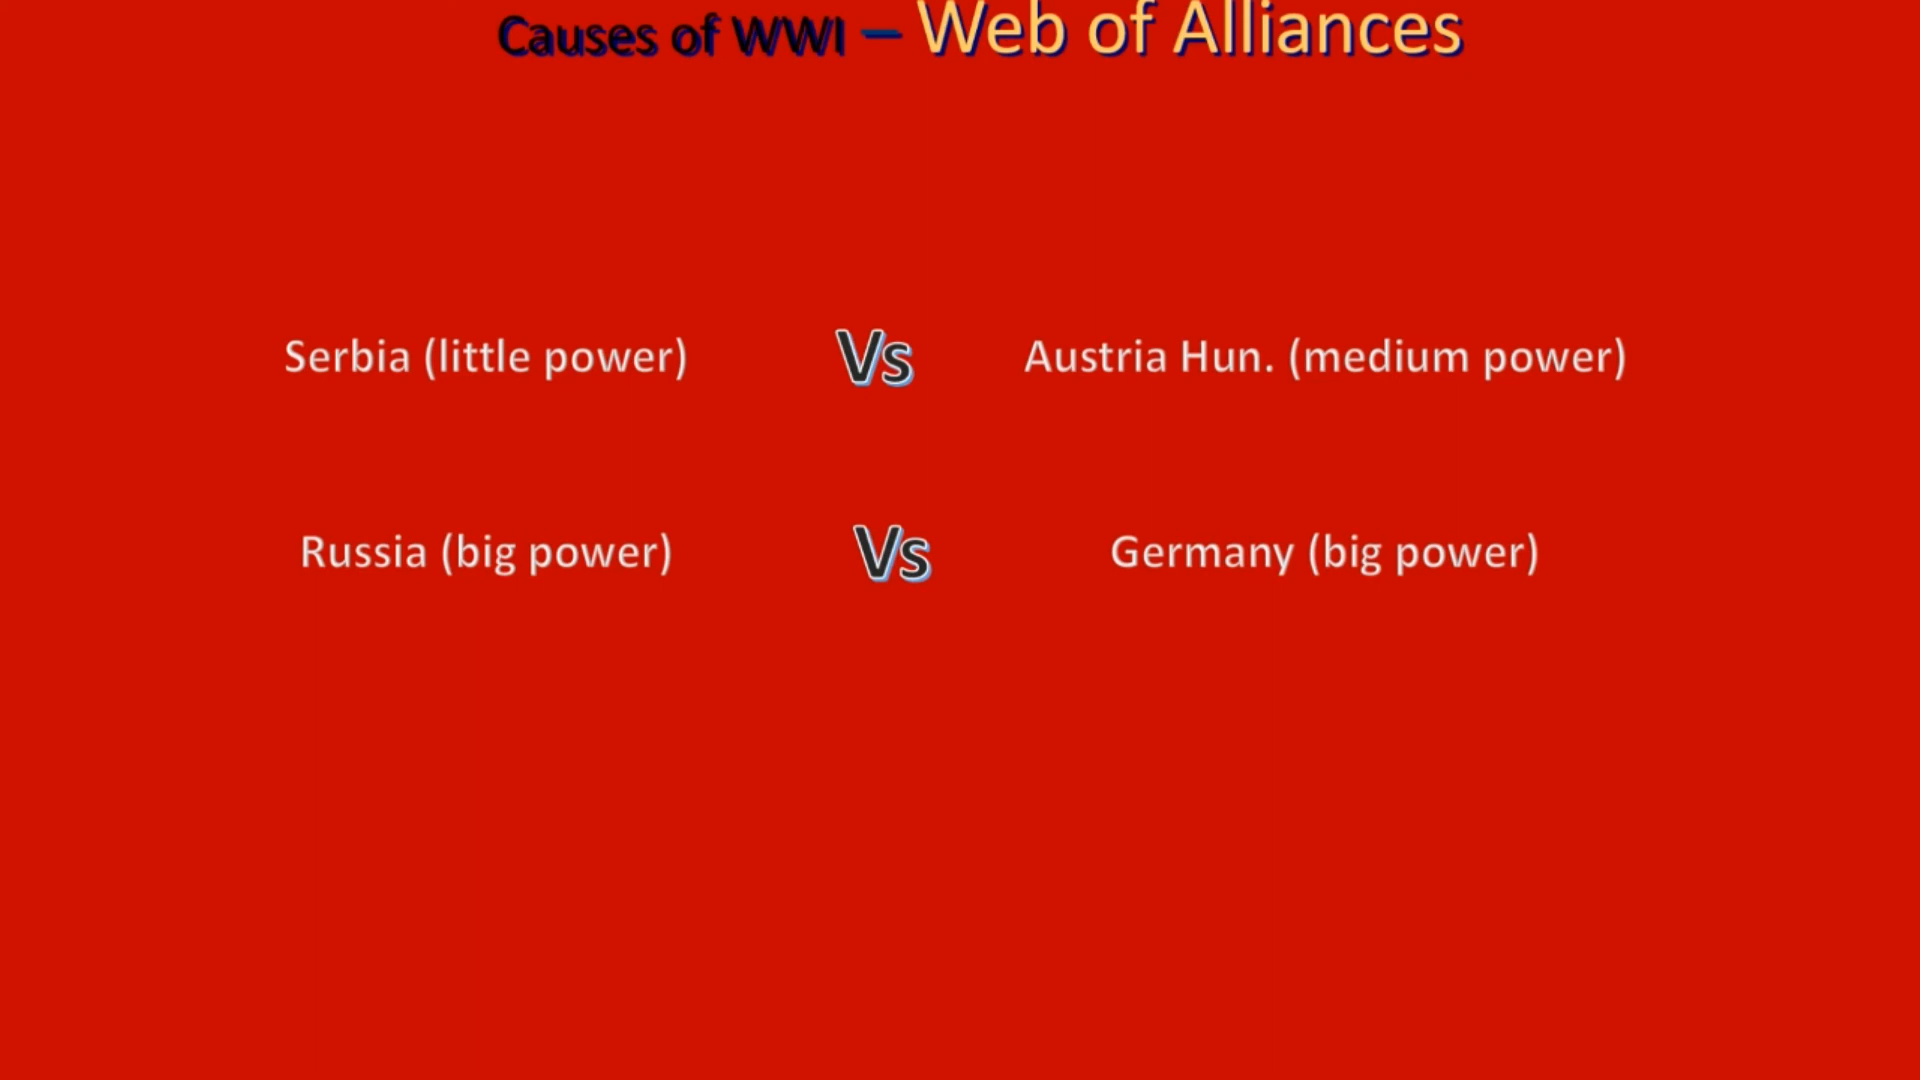 Causes of WWI – Web of Alliances
Serbia (little power) Vs Austria Hun. (medium power)
Russia (big power) Vs Germany (big power)